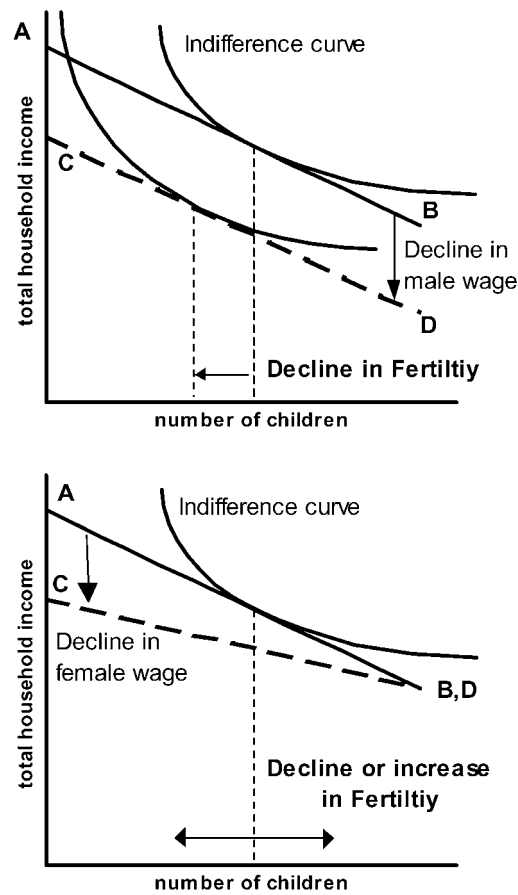 A
Indifference curve
total household income
C
B
Decline in
male wage
D
Decline in Fertiltiy
number of children
A
Indifference curve
total household income
C
Decline in
female wage
B,D
Decline or increase
in Fertiltiy
number of children